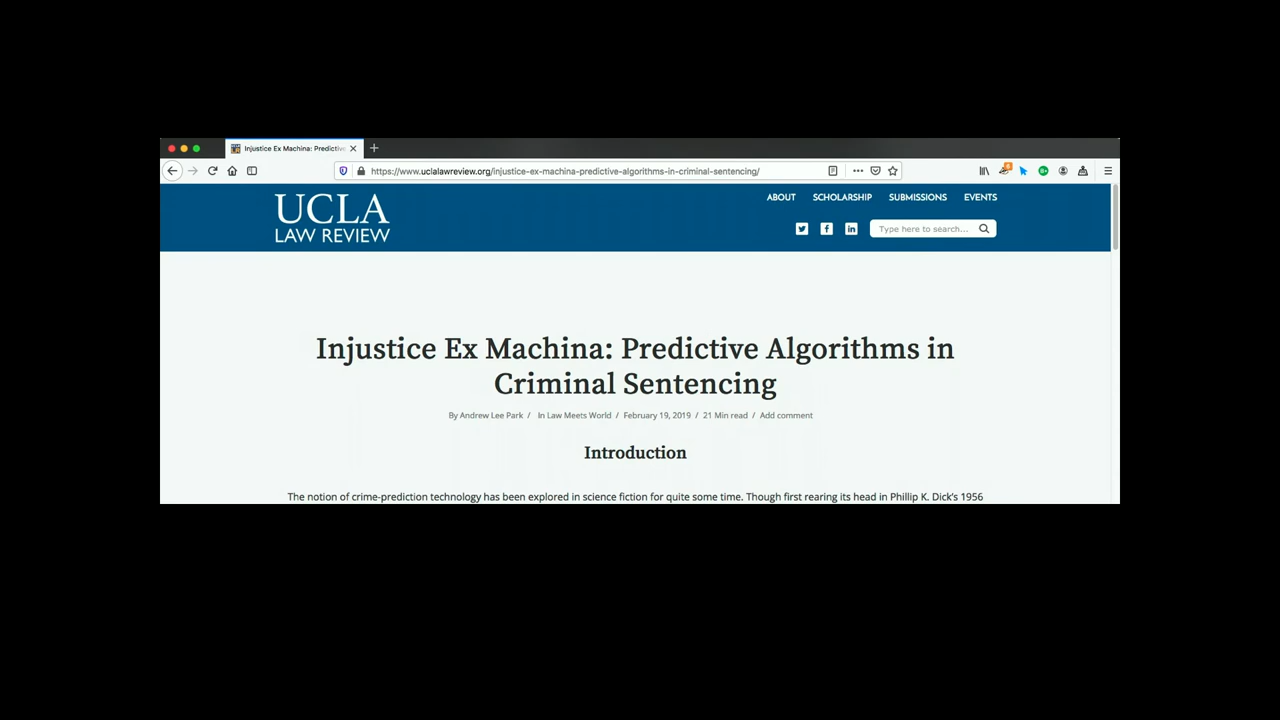 Injustice Ex Machina: Predictive
https://www.uclalawreview.org/injustice-ex-machina-predictive-algorithms-in-criminal-sentencing/
UCLA
LAW REVIEW
ABOUT SCHOLARSHIP SUBMISSIONS EVENTS
Type here to search...
Injustice Ex Machina: Predictive Algorithms in
Criminal Sentencing
By Andrew Lee Park / In Law Meets World / February 19, 2019 / 21 Min read / Add comment
Introduction
The notion of crime-prediction technology has been explored in science fiction for quite some time. Though first rearing its head in Phillip K. Dick's 1956